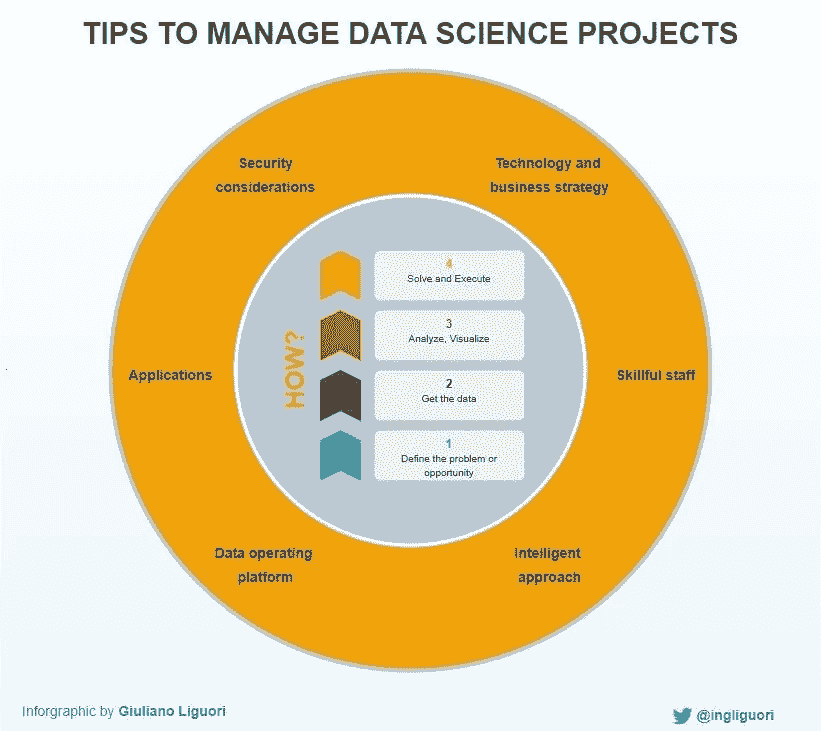 TIPS TO MANAGE DATA SCIENCE PROJECTS
Security
considerations
Technology and
business strategy
HOW?
4
Solve and Execute
3
Analyze, Visualize
2
Get the data
1
Define the problem or
opportunity
Applications
Skillful staff
Data operating
platform
Intelligent
approach
Inforgraphic by Giuliano Liguori
@ingliguori